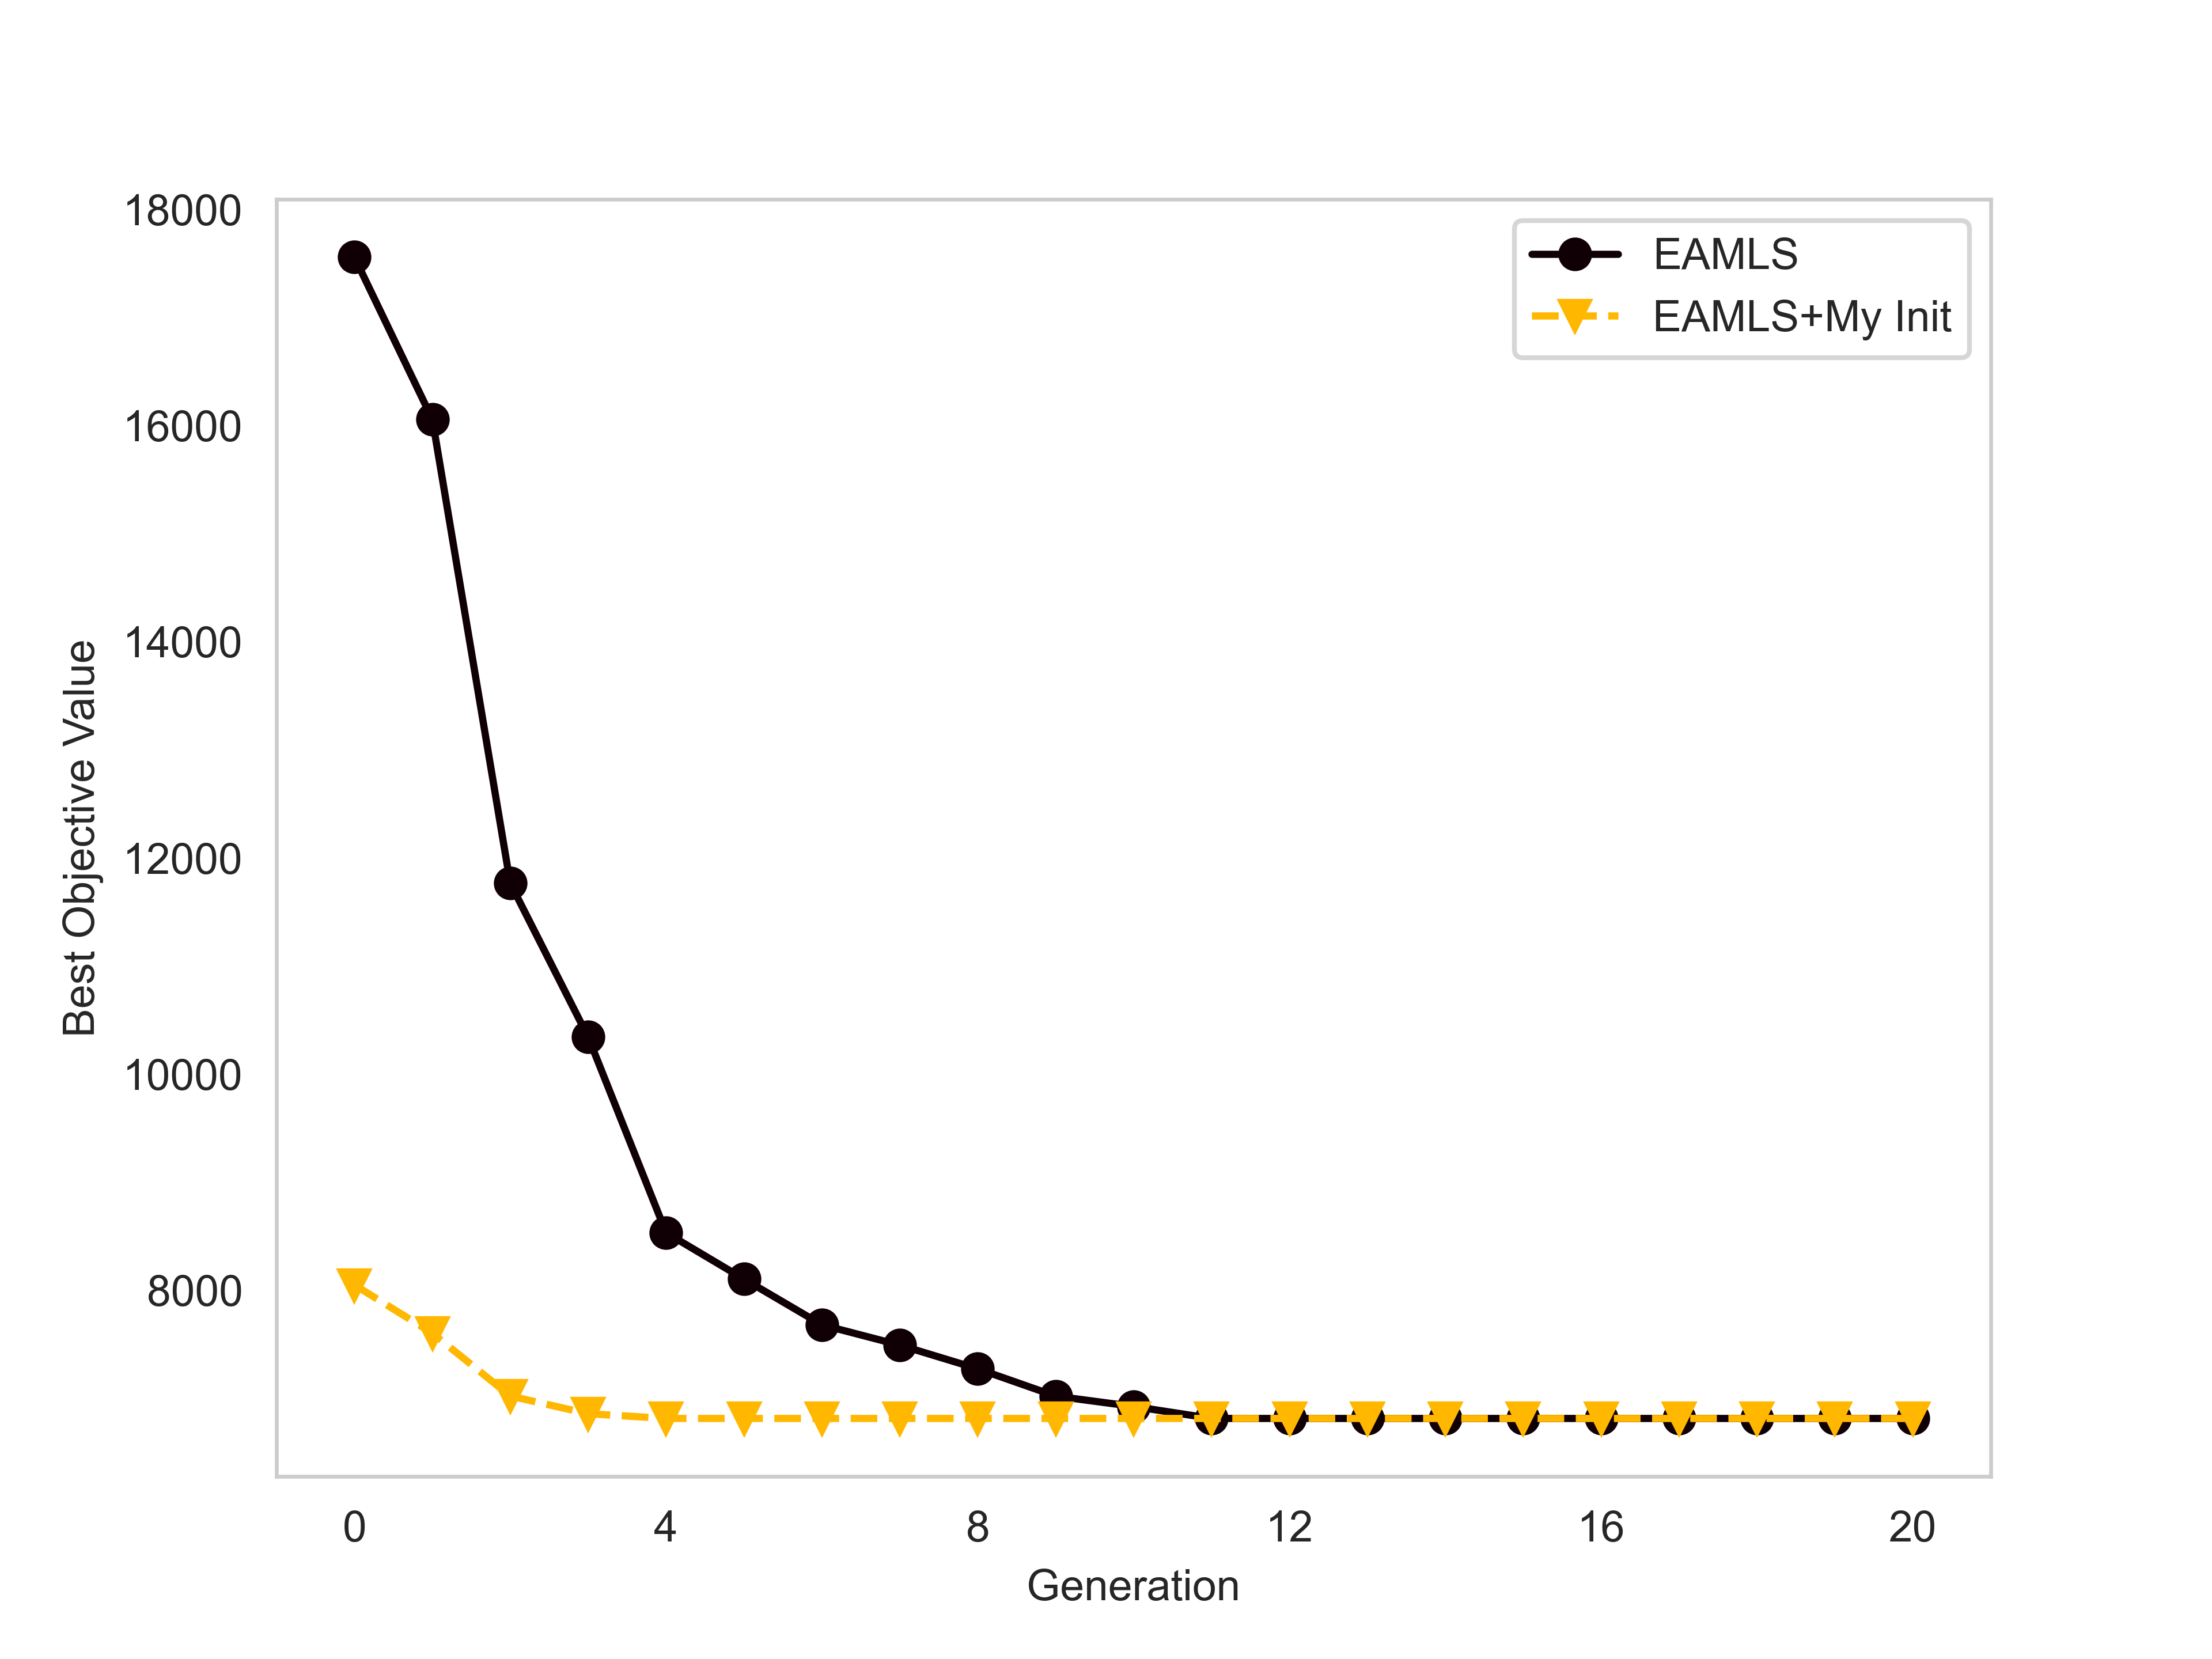 18000
16000
14000
12000
10000
8000
Best Objective Value
EAMLS
EAMLS+My Init
0 4 8 12 16 20
Generation